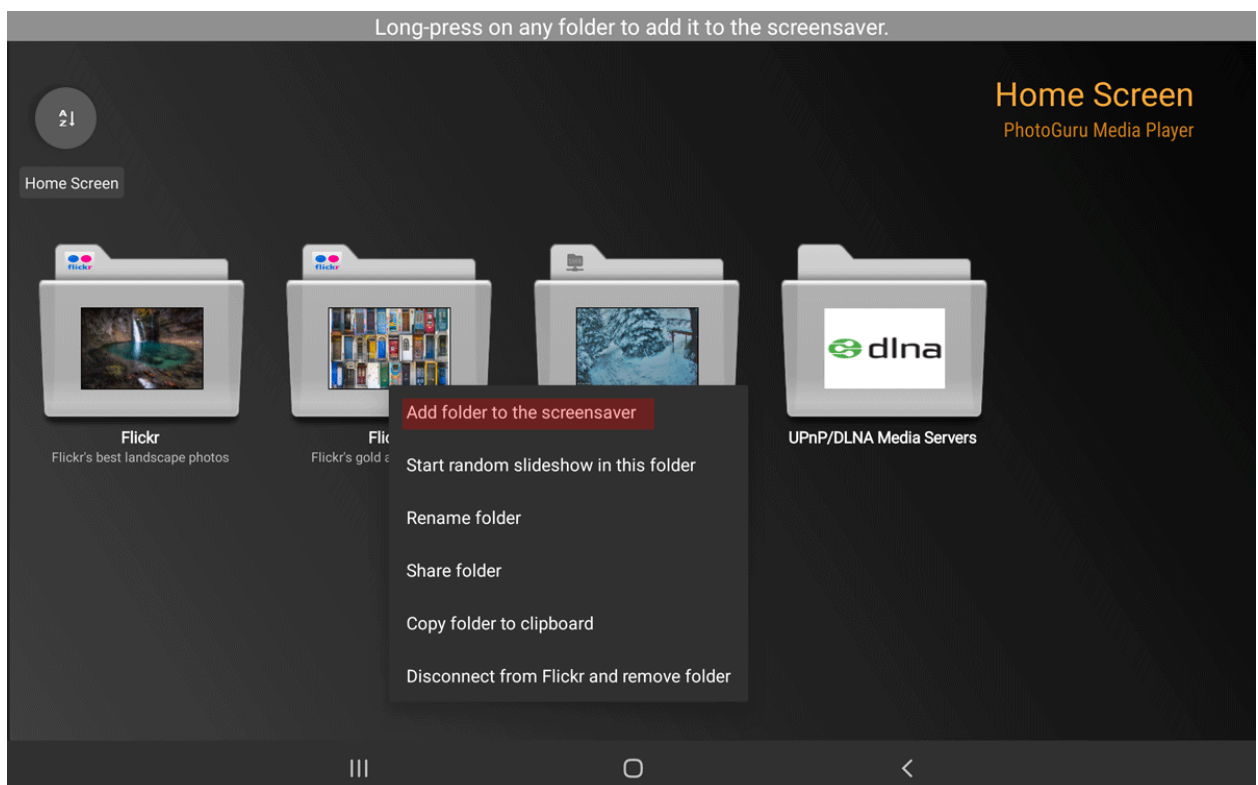 Long-press on any folder to add it to the screensaver.
Home Screen
PhotoGuru Media Player
A
Z
Home Screen
flickr
flickr
dlna
Flickr
Flic
UPnP/DLNA Media Servers
Flickr's best landscape photos
Flickr's gold a
Add folder to the screensaver
Start random slideshow in this folder
Rename folder
Share folder
Copy folder to clipboard
Disconnect from Flickr and remove folder